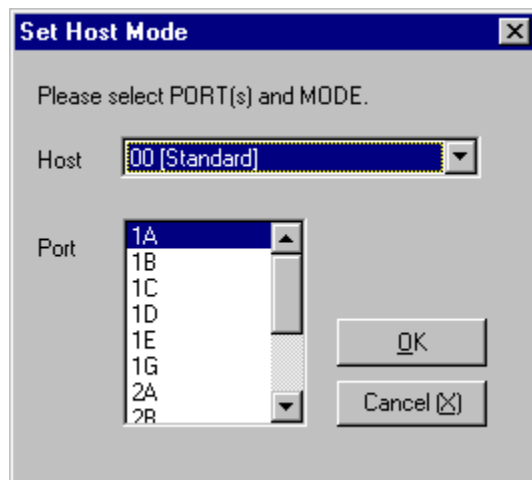 Set Host Mode
Please select PORT(s) and MODE.
Host 00 [Standard]
Port
1A
1B
1C
1D
1E
1G
2A
2B
OK
Cancel (X)